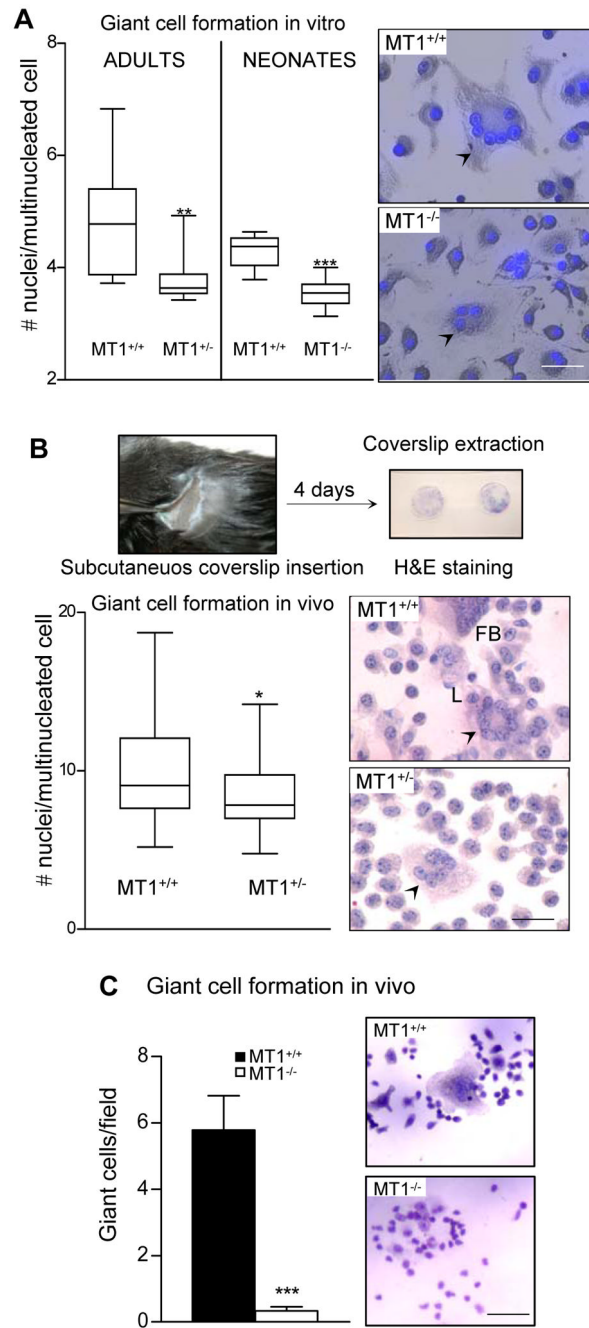 A
Giant cell formation in vitro
ADULTS NEONATES
8
6
4
2
# nuclei/multinucleated cell
**
***
MT1+/+ MT1+/- MT1+/+ MT1-/-
MT1+/+
MT1-/-
B
4 days
Coverslip extraction
Subcutaneuos coverslip insertion
H&E staining
Giant cell formation in vivo
20
10
0
# nuclei/multinucleated cell
*
MT1+/+ MT1+/-
MT1+/+
FB
L
MT1+/-
C Giant cell formation in vivo
8
6
4
2
0
Giant cells/field
MT1+/+
MT1-/-
***
MT1+/+
MT1-/-